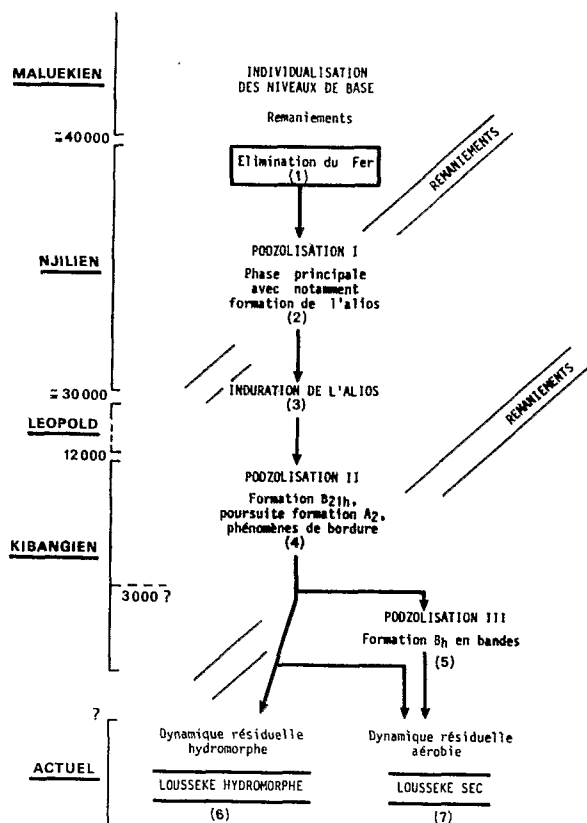 MALUEKIEN
INDIVIDUALISATION
DES NIVEAUX DE BASE
Remaniements
≃40000
Elimination du Fer
(1)
REMANIEMENTS
NJILIEN
PODZOLISATION I
Phase principale
avec notamment
formation de l'alios
(2)
≃30000
INDURATION DE L'ALIOS
(3)
REMANIEMENTS
LEOPOLD
12000
PODZOLISATION II
Formation B21h,
poursuite formation A2,
phénomènes de bordure
(4)
KIBANGIEN
3000 ?
PODZOLISATION III
Formation Bh en bandes
(5)
?
Dynamique résiduelle
hydromorphe
Dynamique résiduelle
aérobie
ACTUEL
LOUSSEKE HYDROMORPHE
(6)
LOUSSEKE SEC
(7)